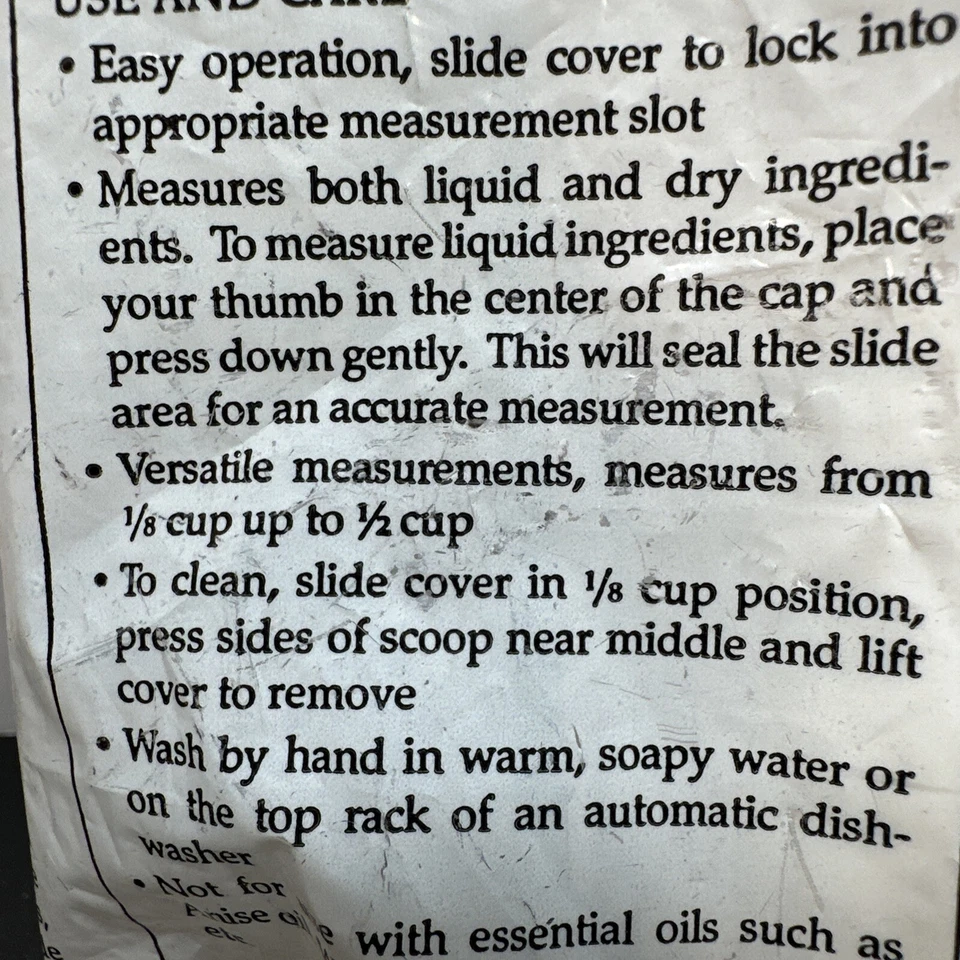 USE AND CARE
• Easy operation, slide cover to lock into
appropriate measurement slot
• Measures both liquid and dry ingredi-
ents. To measure liquid ingredients, place
your thumb in the center of the cap and
press down gently. This will seal the slide
area for an accurate measurement.
• Versatile measurements, measures from
⅛ cup up to ½ cup
• To clean, slide cover in ⅛ cup position,
press sides of scoop near middle and lift
cover to remove
• Wash by hand in warm, soapy water or
on the top rack of an automatic dish-
washer
• Not for with essential oils such as
Anise
etc